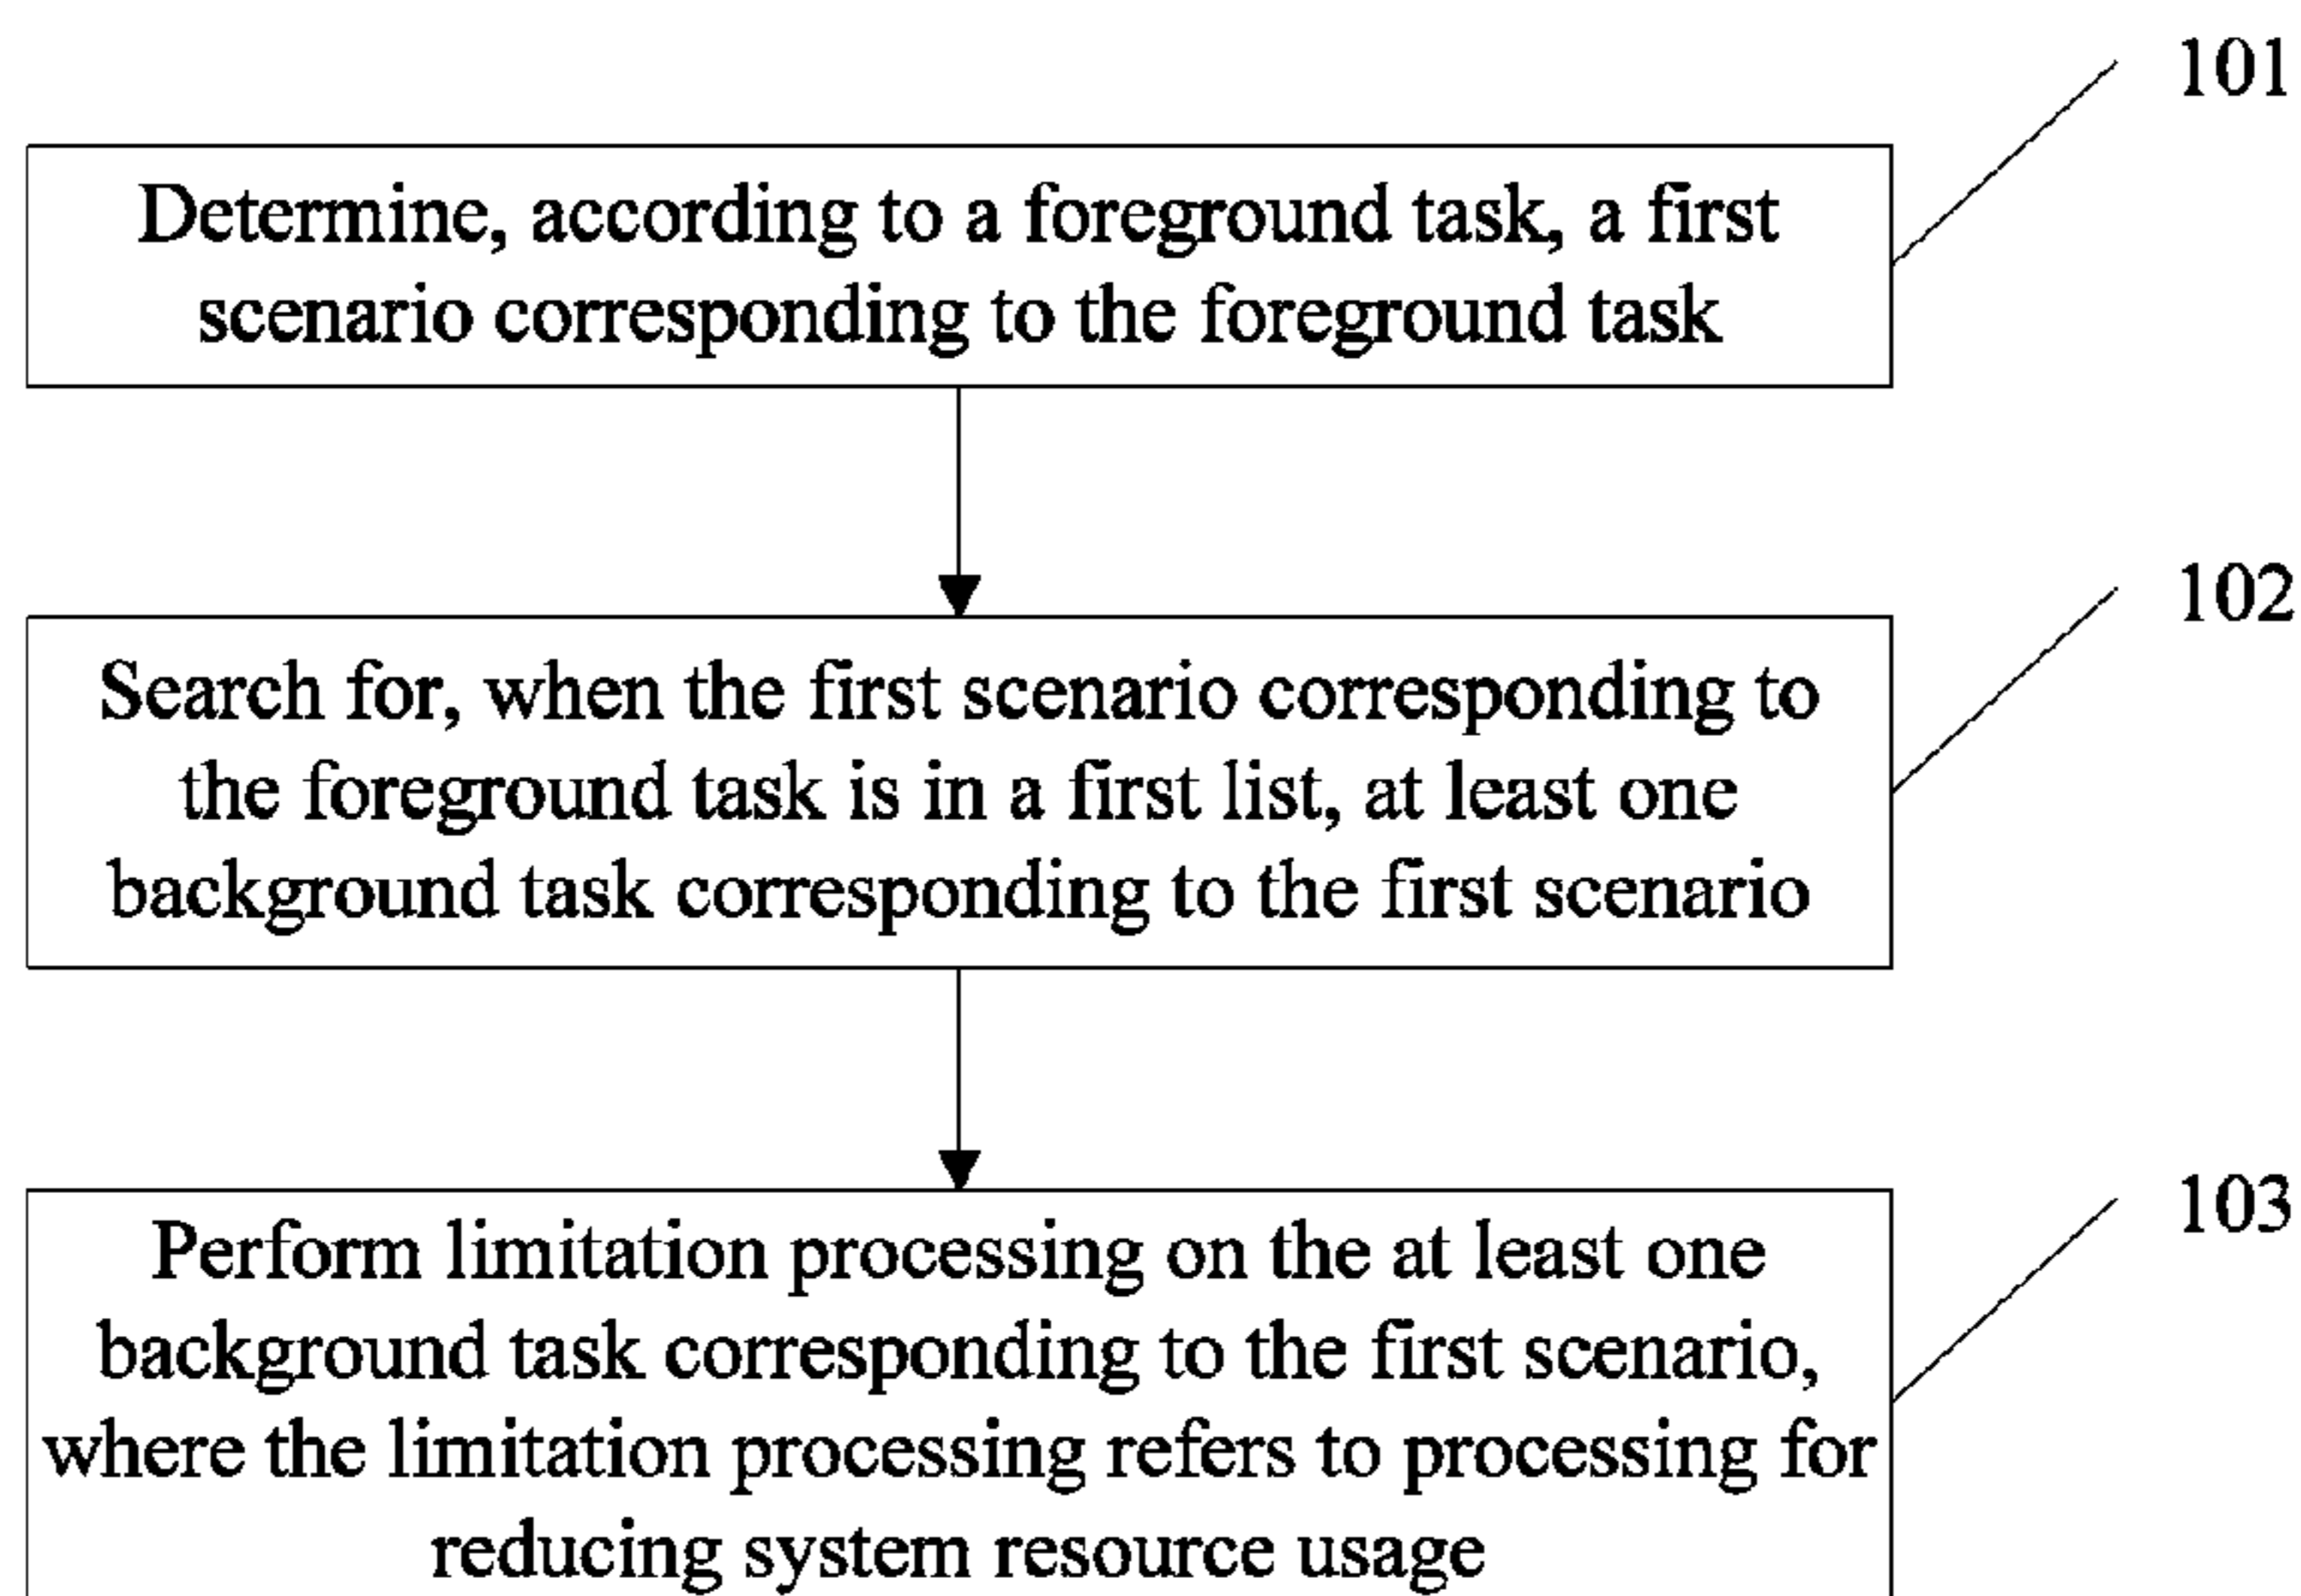 101
Determine, according to a foreground task, a first
scenario corresponding to the foreground task
102
Search for, when the first scenario corresponding to
the foreground task is in a first list, at least one
background task corresponding to the first scenario
103
Perform limitation processing on the at least one
background task corresponding to the first scenario,
where the limitation processing refers to processing for
reducing system resource usage